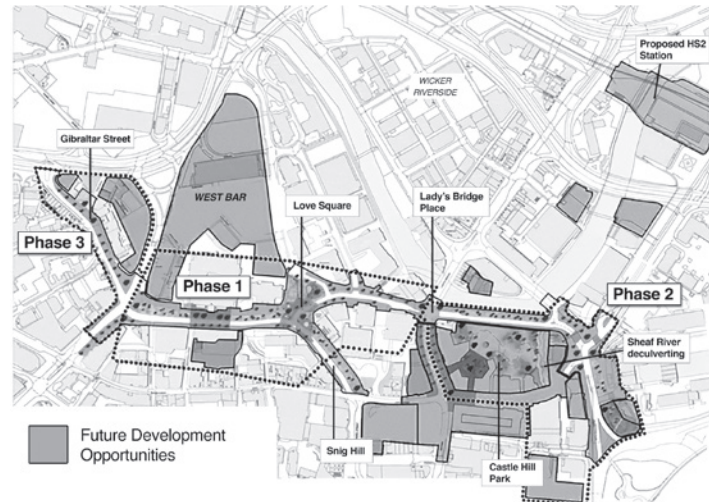 Proposed HS2
Station
WICKER
RIVERSIDE
Gibraltar Street
WEST BAR
Love Square
Lady's Bridge
Place
Phase 3
Phase 1
Phase 2
Sheaf River
deculverting
Snig Hill
Castle Hill
Park
Future Development
Opportunities